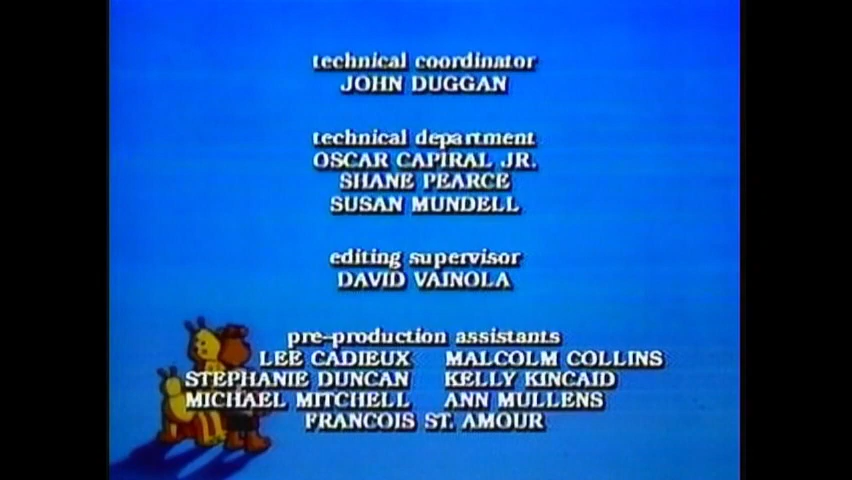 technical coordinator
JOHN DUGGAN
technical department
OSCAR CAPIRAL JR.
SHANE PEARCE
SUSAN MUNDELL
editing supervisor
DAVID VAINOLA
pre-production assistants
LEE CADIEUX MALCOLM COLLINS
STEPHANIE DUNCAN KELLY KINCAID
MICHAEL MITCHELL ANN MULLENS
FRANCOIS ST. AMOUR